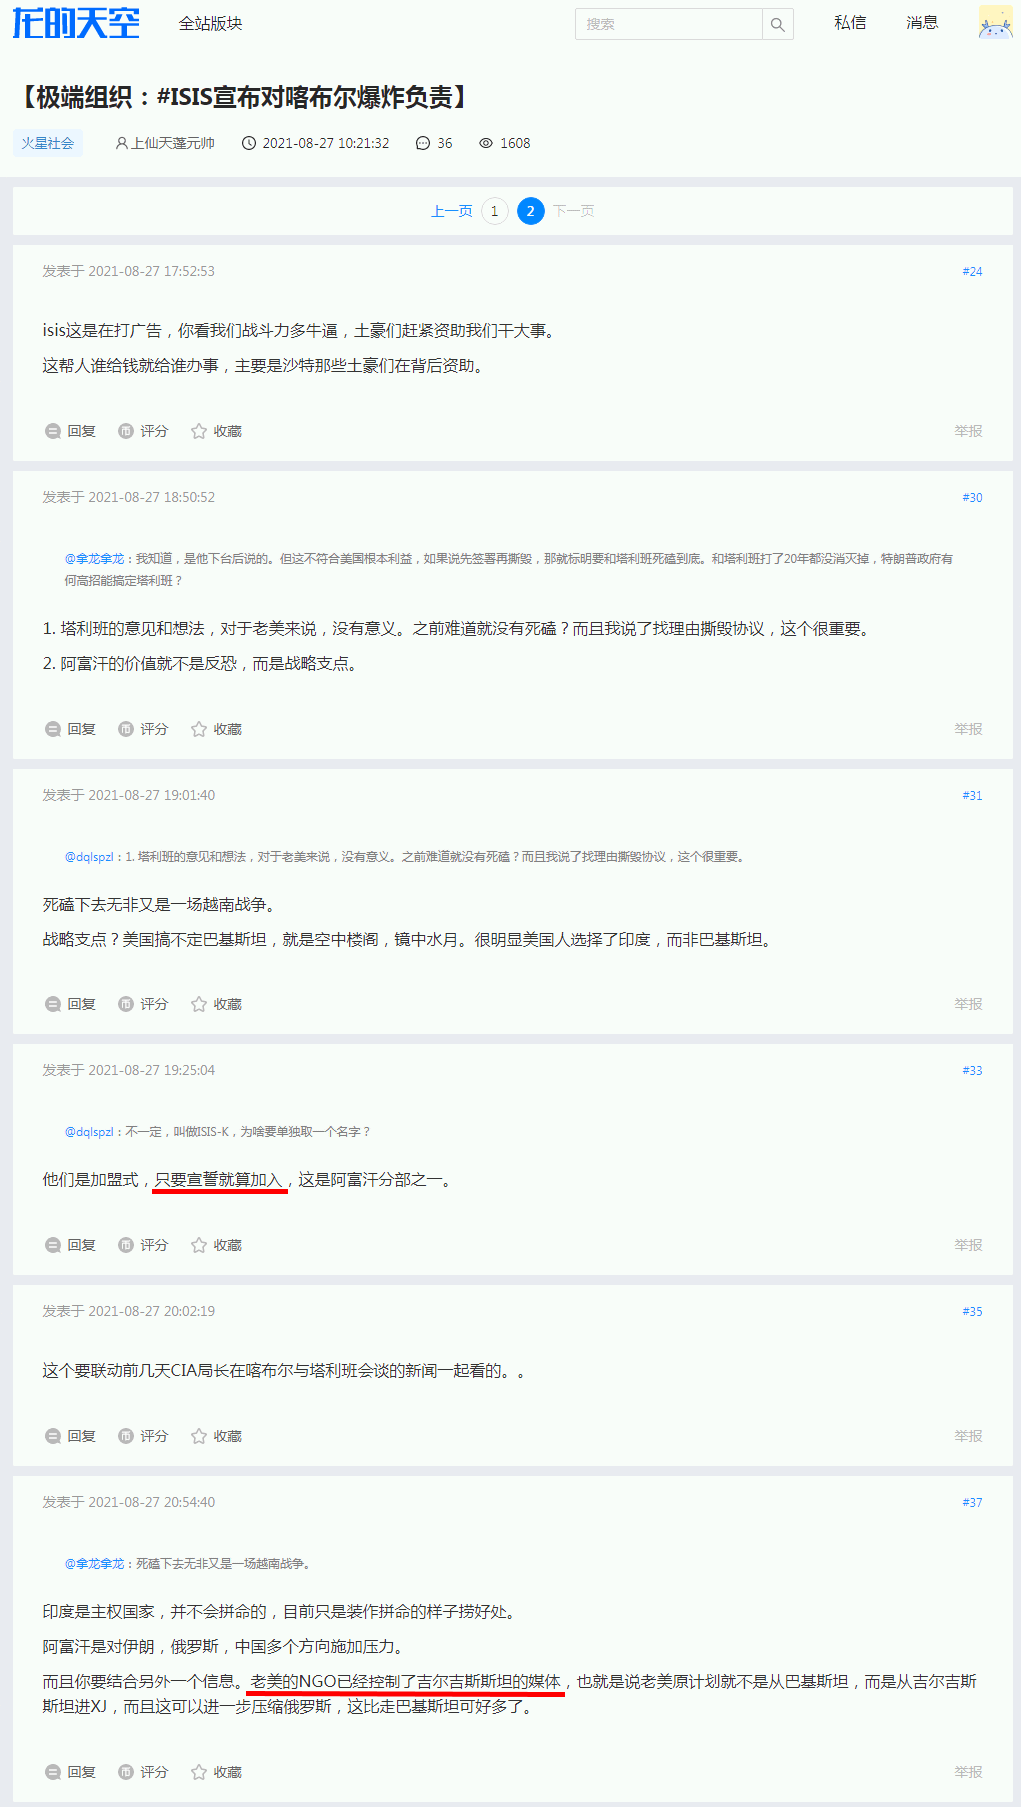 龙的天空 全站版块 搜索 私信 消息
【极端组织：#ISIS宣布对喀布尔爆炸负责】
火星社会 上仙天蓬元帅 2021-08-27 10:21:32 36 1608
上一页 1 2 下一页
发表于 2021-08-27 17:52:53 #24
isis这是在打广告，你看我们战斗力多牛逼，土豪们赶紧资助我们干大事。
这帮人谁给钱就给谁办事，主要是沙特那些土豪们在背后资助。
回复 评分 收藏 举报
发表于 2021-08-27 18:50:52 #30
@拿龙拿龙：我知道，是他下台后说的。但这不符合美国根本利益，如果说先签署再撕毁，那就标明要和塔利班死磕到底。和塔利班打了20年都没消灭掉，特朗普政府有
何高招能搞定塔利班？
1. 塔利班的意见和想法，对于老美来说，没有意义。之前难道就没有死磕？而且我说了找理由撕毁协议，这个很重要。
2. 阿富汗的价值就不是反恐，而是战略支点。
回复 评分 收藏 举报
发表于 2021-08-27 19:01:40 #31
@dqlspzl：1. 塔利班的意见和想法，对于老美来说，没有意义。之前难道就没有死磕？而且我说了找理由撕毁协议，这个很重要。
死磕下去无非又是一场越南战争。
战略支点？美国搞不定巴基斯坦，就是空中楼阁，镜中水月。很明显美国人选择了印度，而非巴基斯坦。
回复 评分 收藏 举报
发表于 2021-08-27 19:25:04 #33
@dqlspzl：不一定，叫做ISIS-K，为啥要单独取一个名字？
他们是加盟式，只要宣誓就算加入，这是阿富汗分部之一。
回复 评分 收藏 举报
发表于 2021-08-27 20:02:19 #35
这个要联动前几天CIA局长在喀布尔与塔利班会谈的新闻一起看的。。
回复 评分 收藏 举报
发表于 2021-08-27 20:54:40 #37
@拿龙拿龙：死磕下去无非又是一场越南战争。
印度是主权国家，并不会拼命的，目前只是装作拼命的样子捞好处。
阿富汗是对伊朗，俄罗斯，中国多个方向施加压力。
而且你要结合另外一个信息。老美的NGO已经控制了吉尔吉斯斯坦的媒体，也就是说老美原计划就不是从巴基斯坦，而是从吉尔吉斯
斯坦进XJ，而且这可以进一步压缩俄罗斯，这比走巴基斯坦可好多了。
回复 评分 收藏 举报